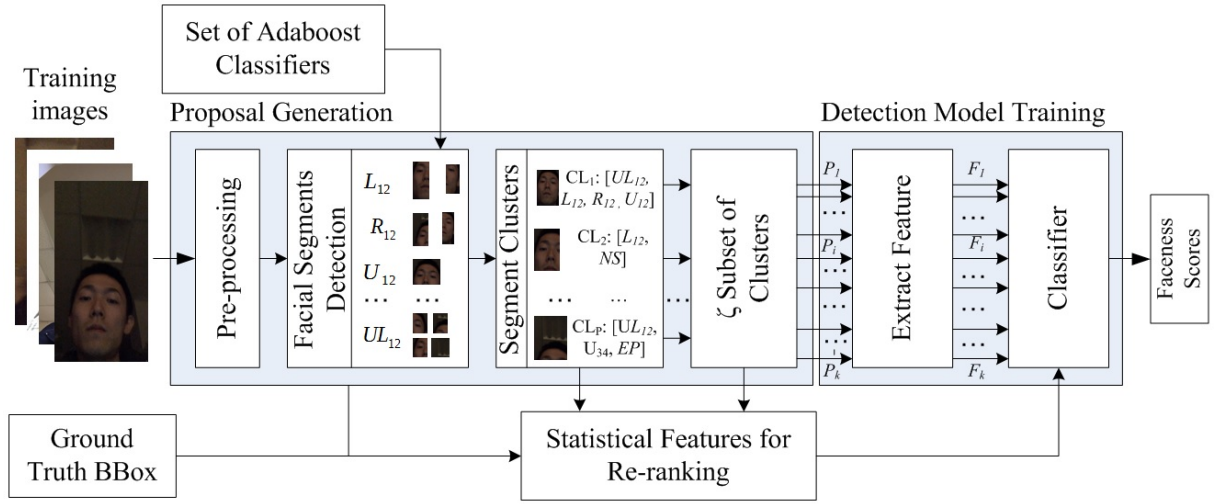 Set of Adaboost
Classifiers
Training
images
Proposal Generation
Detection Model Training
Pre-processing
Facial Segments
Detection
L12
R12
U12
... ...
UL12
Segment Clusters
CL1: [UL12,
L12, R12, U12]
CL2: [L12,
NS]
... ... ...
CLP: [UL12,
U34, EP]
ζ Subset of
Clusters
P1
...
Pi
...
...
Pk
Extract Feature
F1
...
Fi
...
...
Fk
Classifier
Faceness
Scores
Ground
Truth BBox
Statistical Features for
Re-ranking